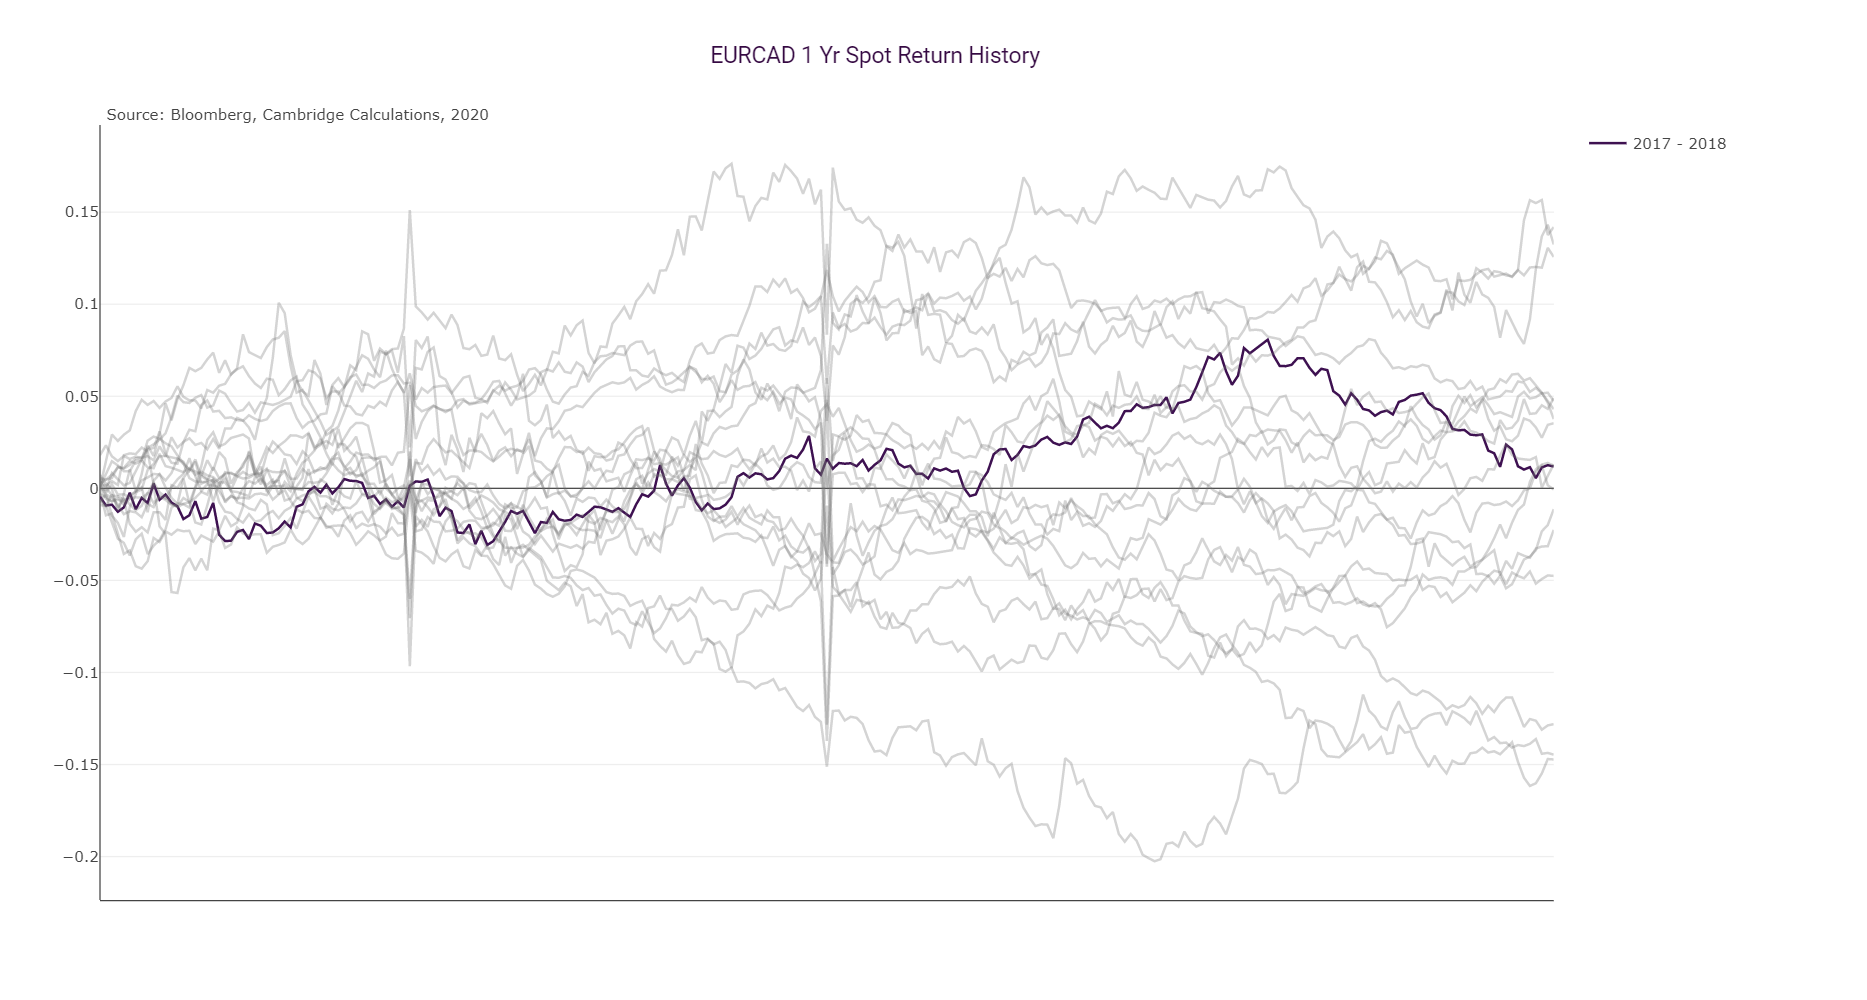 EURCAD 1 Yr Spot Return History
Source: Bloomberg, Cambridge Calculations, 2020
2017 - 2018
0.15
0.1
0.05
0
−0.05
−0.1
−0.15
−0.2